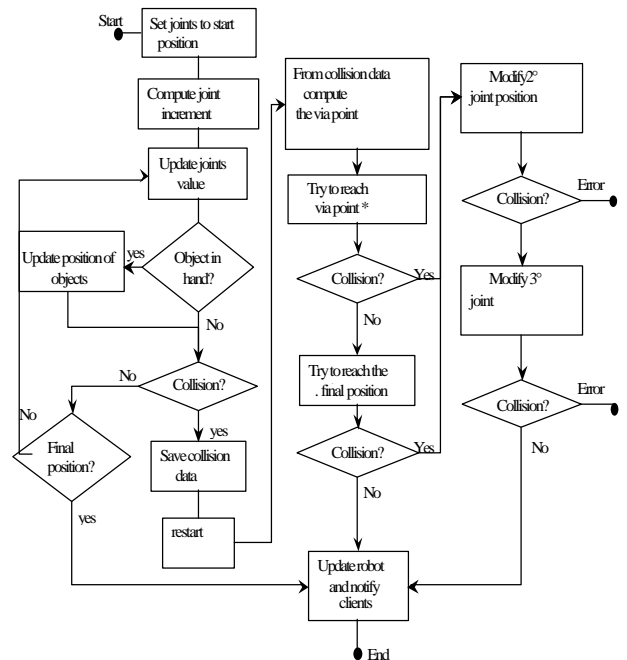 Start
Set joints to start
position
Compute joint
increment
Update joints
value
Object in
hand?
yes
Update position of
objects
No
Collision?
No
yes
Final
position?
No
yes
Save collision
data
restart
From collision data
compute
the via point
Try to reach
via point *
Collision?
Yes
No
Try to reach the
. final position
Collision?
Yes
No
Update robot
and notify
clients
End
Modify2°
joint position
Collision?
Error
Modify 3°
joint
Collision?
Error
No